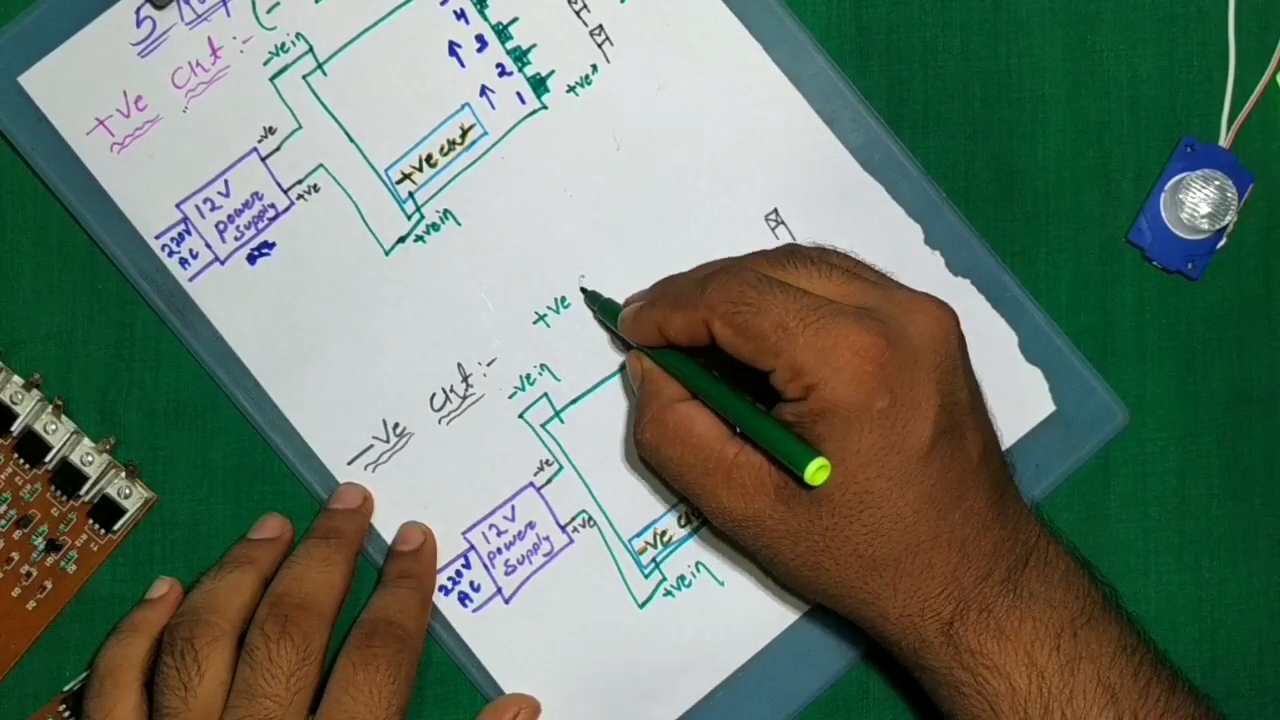 +Ve Ckt:-
-vein
4
3
2
1
+ve
-ve
+ve ckt
+ve
12V
power
supply
220V
AC
+vein
+ve
-Ve Ckt:-
-vein
-ve
+ve
12V
power
supply
220V
AC
-ve
+vein